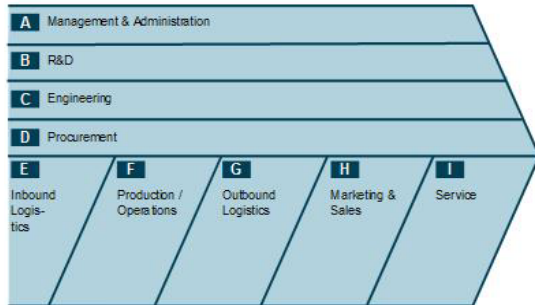 A Management & Administration
B R&D
C Engineering
D Procurement
E
Inbound
Logis-
tics
F
Production /
Operations
G
Outbound
Logistics
H
Marketing &
Sales
I
Service